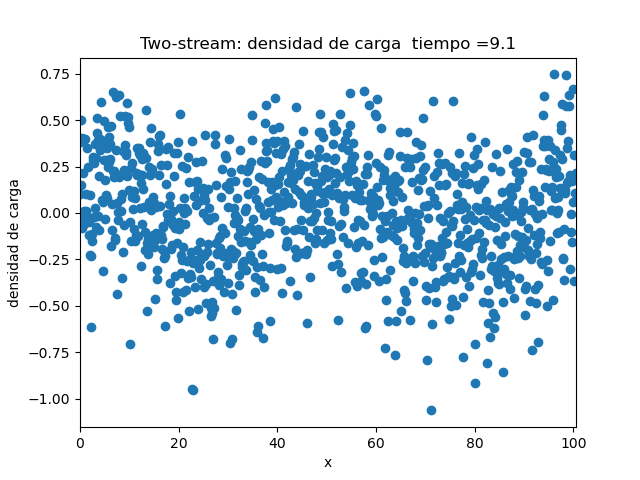 Two-stream: densidad de carga  tiempo =9.1
densidad de carga
0.75
0.50
0.25
0.00
−0.25
−0.50
−0.75
−1.00
0 20 40 60 80 100
x